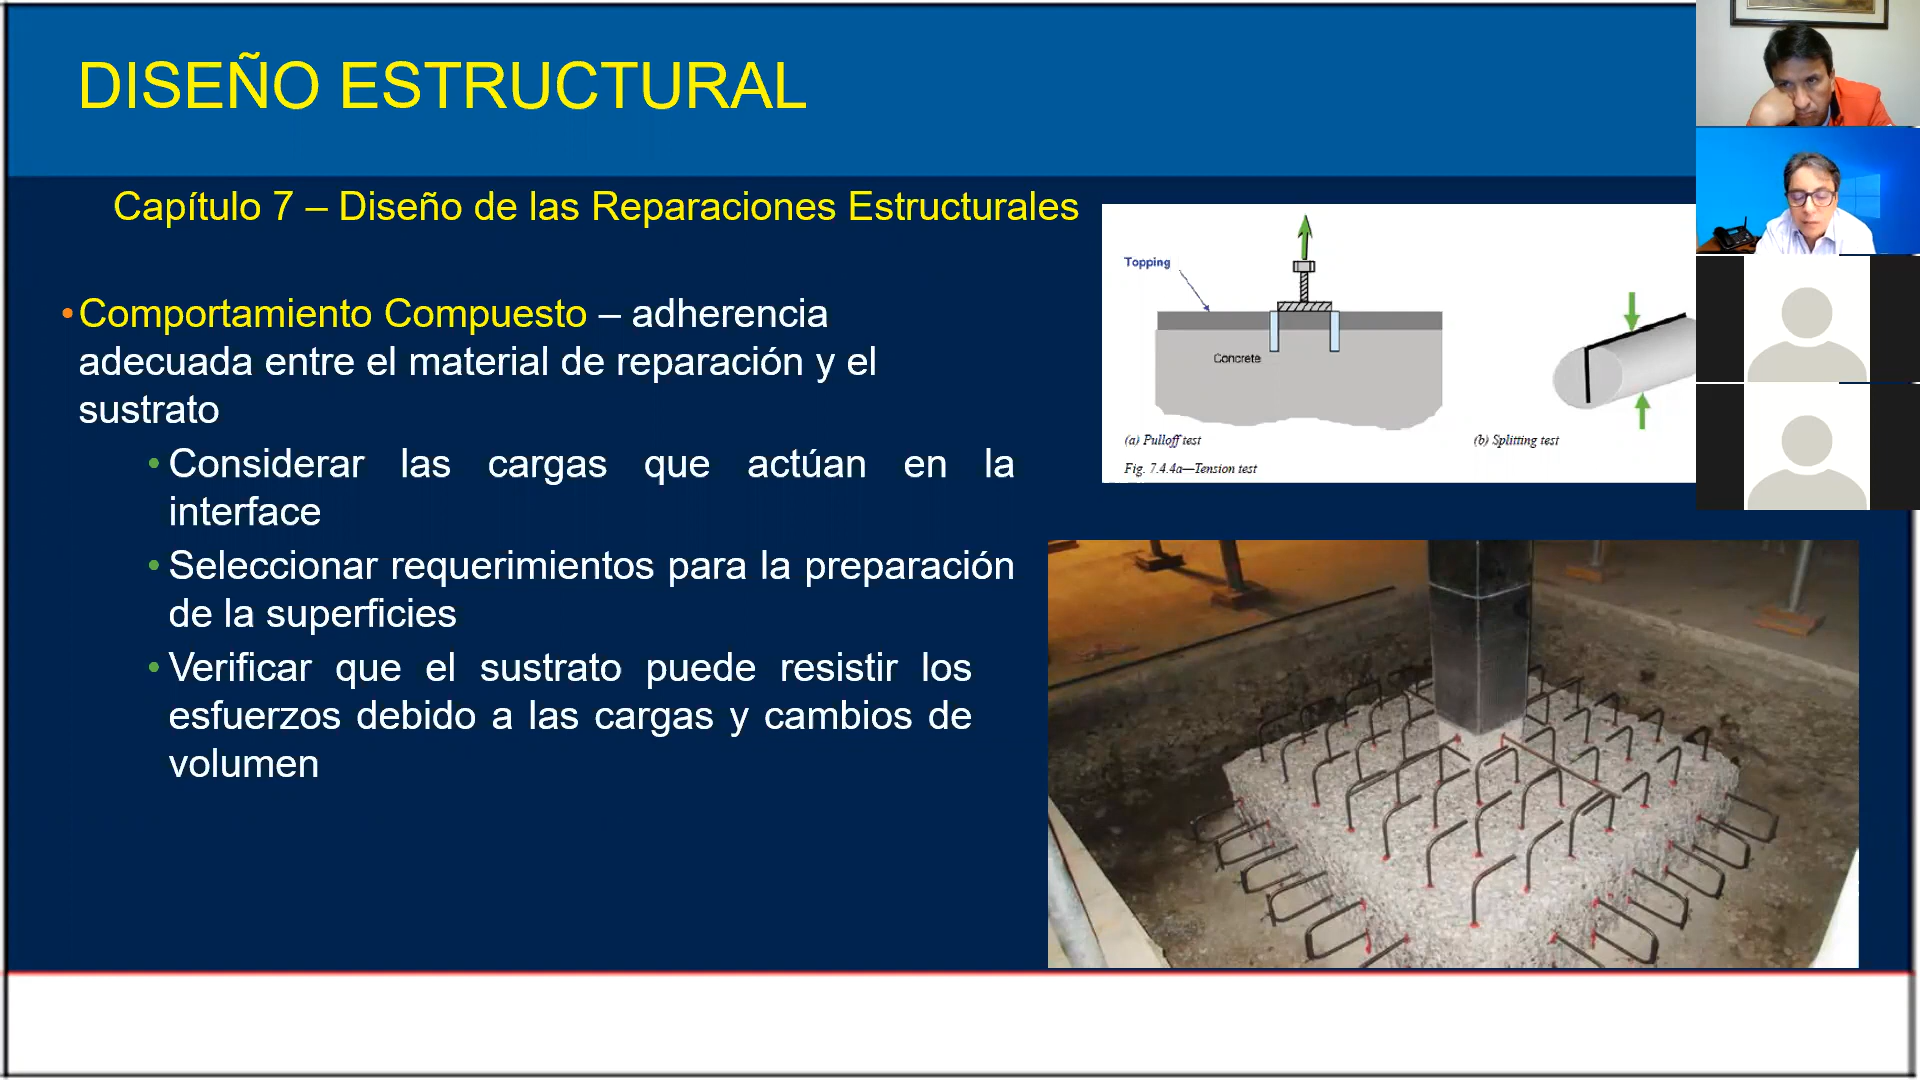 DISEÑO ESTRUCTURAL
Capítulo 7 – Diseño de las Reparaciones Estructurales
•Comportamiento Compuesto – adherencia
adecuada entre el material de reparación y el
sustrato
•Considerar las cargas que actúan en la
interface
•Seleccionar requerimientos para la preparación
de la superficies
•Verificar que el sustrato puede resistir los
esfuerzos debido a las cargas y cambios de
volumen
Topping
Concrete
(a) Pulloff test
(b) Splitting test
Fig. 7.4.4a—Tension test